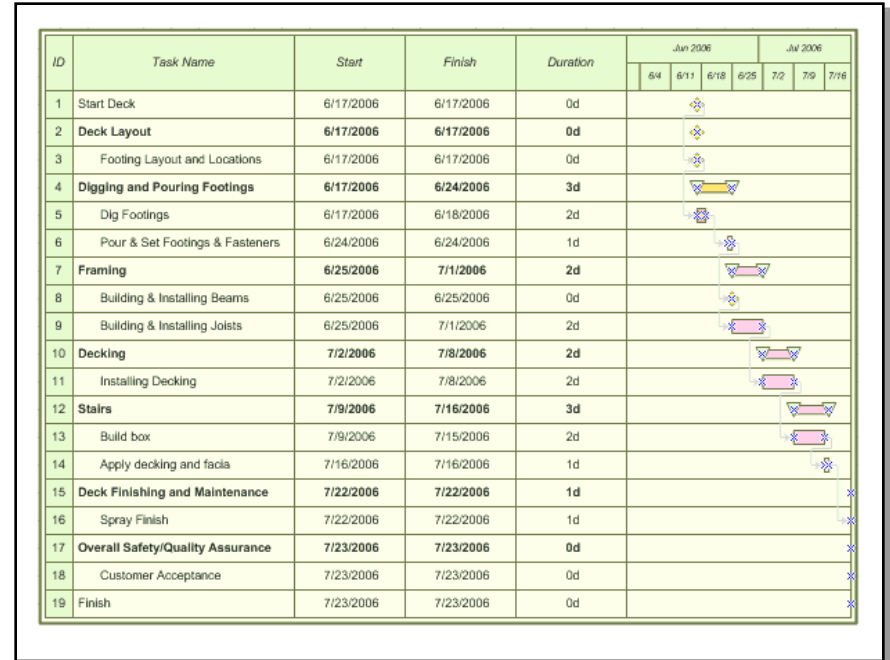 ID Task Name Start Finish Duration Jun 2006 Jul 2006
6/4 6/11 6/18 6/25 7/2 7/9 7/16
1 Start Deck 6/17/2006 6/17/2006 0d
2 Deck Layout 6/17/2006 6/17/2006 0d
3 Footing Layout and Locations 6/17/2006 6/17/2006 0d
4 Digging and Pouring Footings 6/17/2006 6/24/2006 3d
5 Dig Footings 6/17/2006 6/18/2006 2d
6 Pour & Set Footings & Fasteners 6/24/2006 6/24/2006 1d
7 Framing 6/25/2006 7/1/2006 2d
8 Building & Installing Beams 6/25/2006 6/25/2006 0d
9 Building & Installing Joists 6/25/2006 7/1/2006 2d
10 Decking 7/2/2006 7/8/2006 2d
11 Installing Decking 7/2/2006 7/8/2006 2d
12 Stairs 7/9/2006 7/16/2006 3d
13 Build box 7/9/2006 7/15/2006 2d
14 Apply decking and facia 7/16/2006 7/16/2006 1d
15 Deck Finishing and Maintenance 7/22/2006 7/22/2006 1d
16 Spray Finish 7/22/2006 7/22/2006 1d
17 Overall Safety/Quality Assurance 7/23/2006 7/23/2006 0d
18 Customer Acceptance 7/23/2006 7/23/2006 0d
19 Finish 7/23/2006 7/23/2006 0d